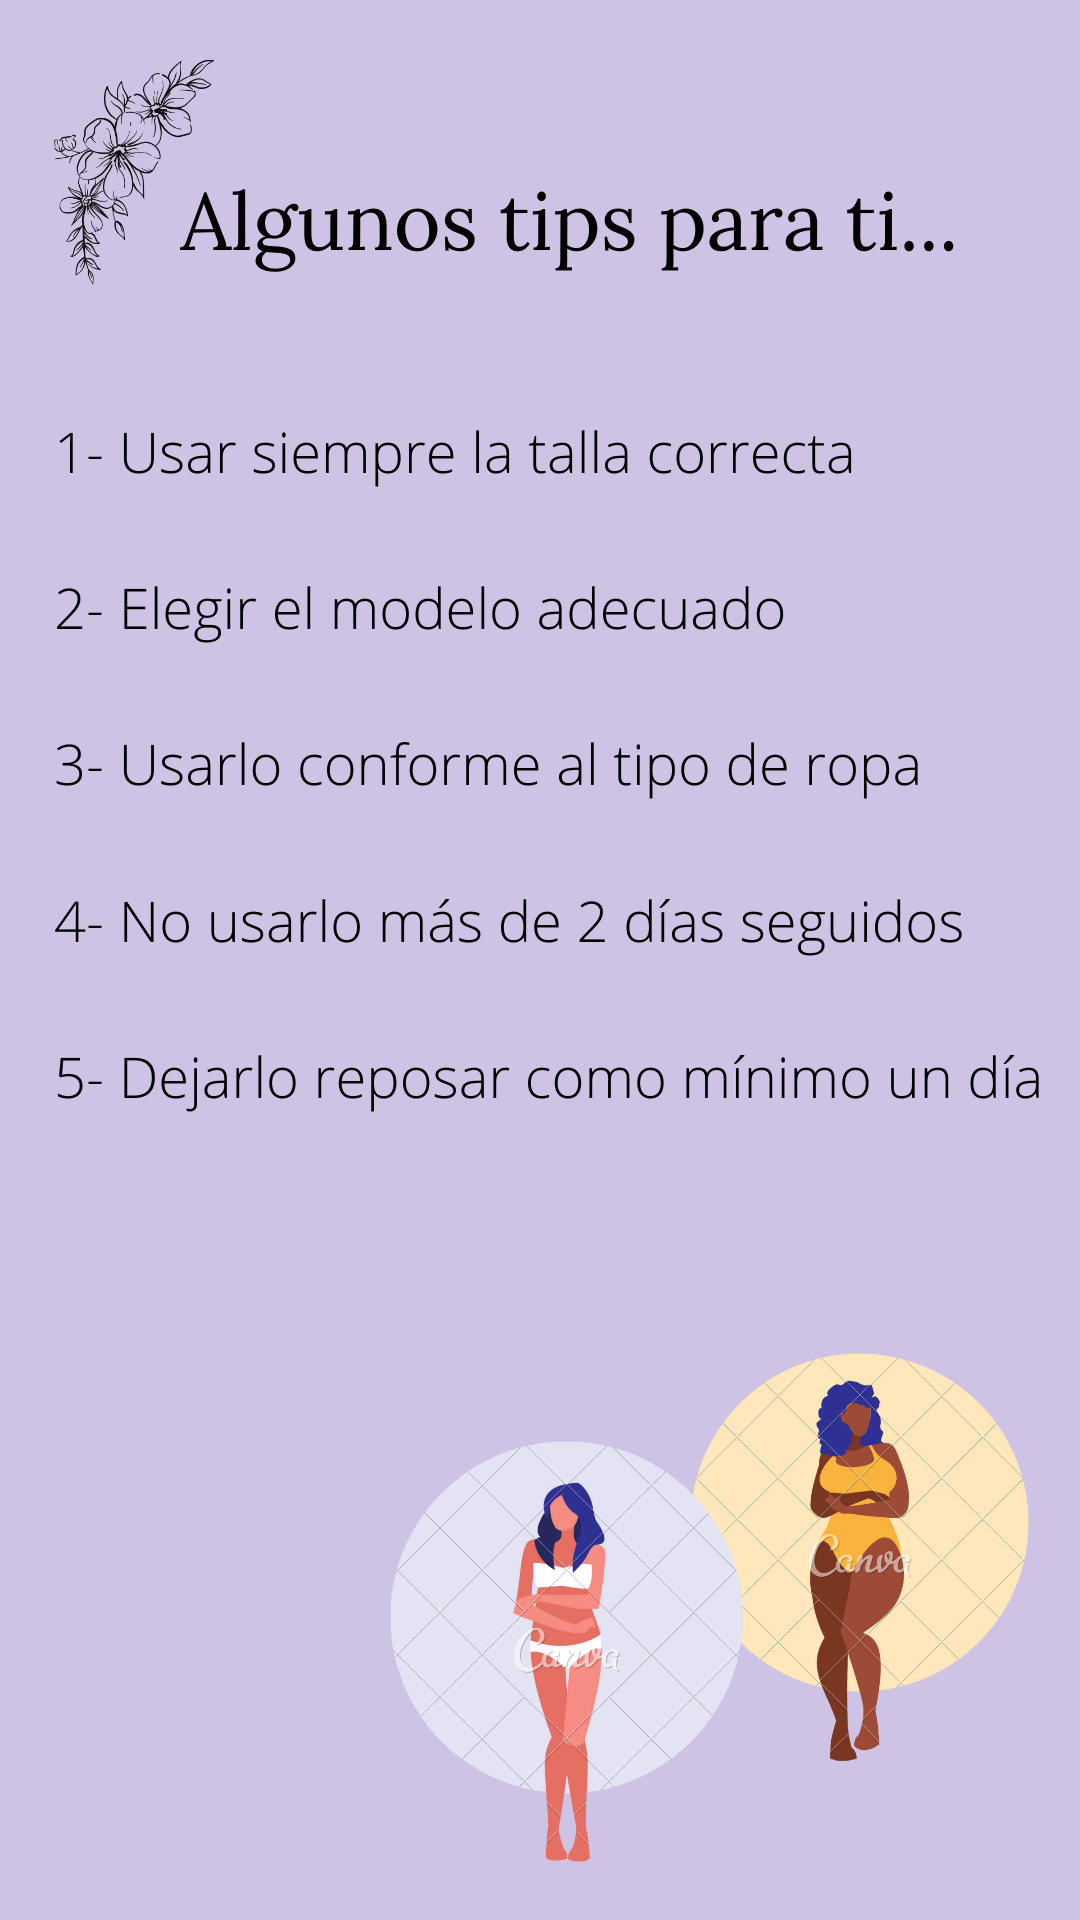 Algunos tips para ti...
1- Usar siempre la talla correcta
2- Elegir el modelo adecuado
3- Usarlo conforme al tipo de ropa
4- No usarlo más de 2 días seguidos
5- Dejarlo reposar como mínimo un día
Canva
Canva